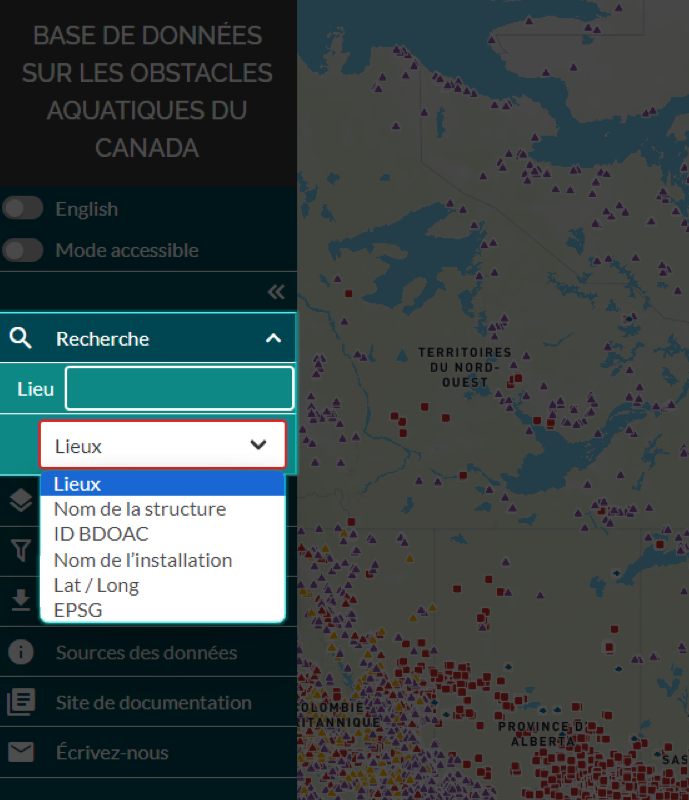 BASE DE DONNÉES
SUR LES OBSTACLES
AQUATIQUES DU
CANADA
English
Mode accessible
Recherche
Lieu
Lieux
Lieux
Nom de la structure
ID BDOAC
Nom de l'installation
Lat / Long
EPSG
Sources des données
Site de documentation
Écrivez-nous
TERRITOIRES
DU NORD-
OUEST
OLOMBIE
ITANNIQUE
PROVINCE D'
ALBERTA
SAS